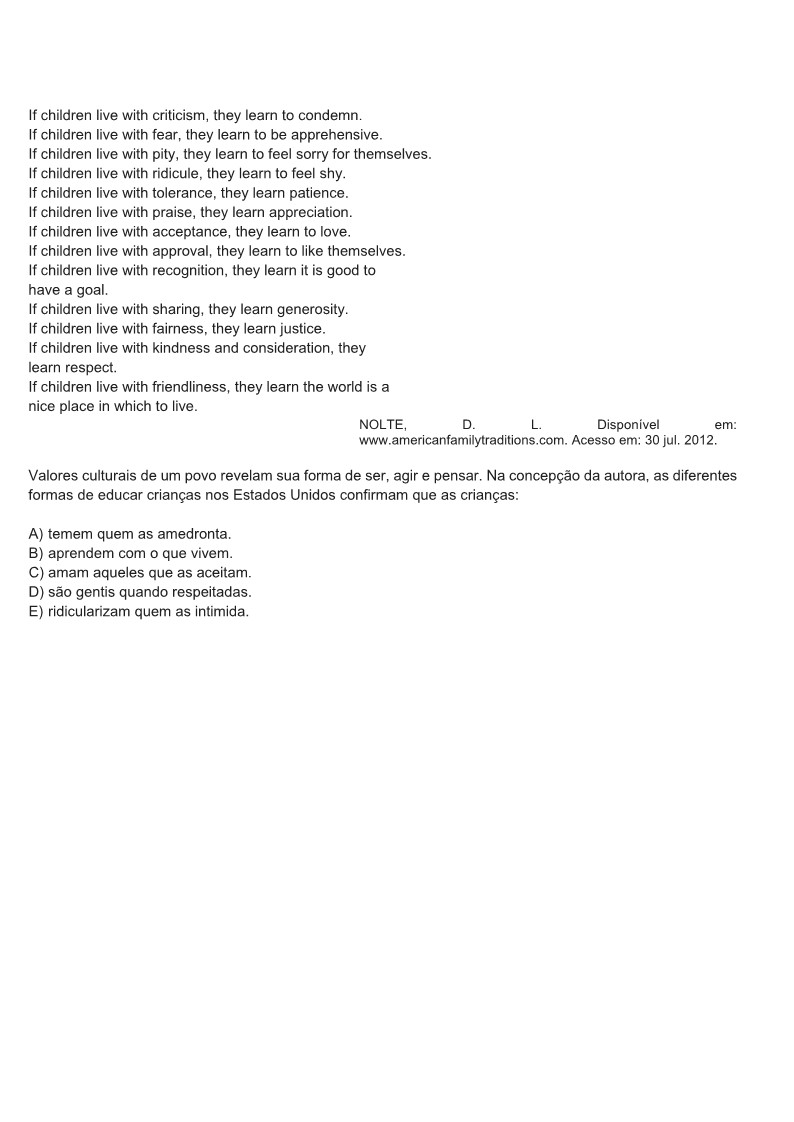 If children live with criticism, they learn to condemn.
If children live with fear, they learn to be apprehensive.
If children live with pity, they learn to feel sorry for themselves.
If children live with ridicule, they learn to feel shy.
If children live with tolerance, they learn patience.
If children live with praise, they learn appreciation.
If children live with acceptance, they learn to love.
If children live with approval, they learn to like themselves.
If children live with recognition, they learn it is good to
have a goal.
If children live with sharing, they learn generosity.
If children live with fairness, they learn justice.
If children live with kindness and consideration, they
learn respect.
If children live with friendliness, they learn the world is a
nice place in which to live.
NOLTE, D. L. Disponível em:
www.americanfamilytraditions.com. Acesso em: 30 jul. 2012.
Valores culturais de um povo revelam sua forma de ser, agir e pensar. Na concepção da autora, as diferentes
formas de educar crianças nos Estados Unidos confirmam que as crianças:
A) temem quem as amedronta.
B) aprendem com o que vivem.
C) amam aqueles que as aceitam.
D) são gentis quando respeitadas.
E) ridicularizam quem as intimida.